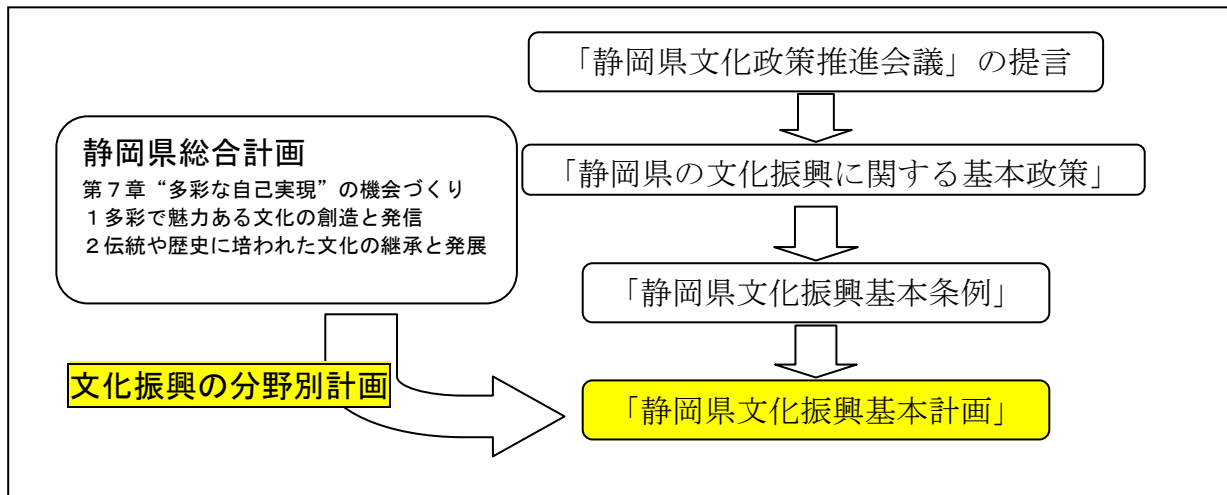 「静岡県文化政策推進会議」の提言
静岡県総合計画
第7章“多彩な自己実現”の機会づくり
1多彩で魅力ある文化の創造と発信
2伝統や歴史に培われた文化の継承と発展
「静岡県の文化振興に関する基本政策」
「静岡県文化振興基本条例」
文化振興の分野別計画
「静岡県文化振興基本計画」